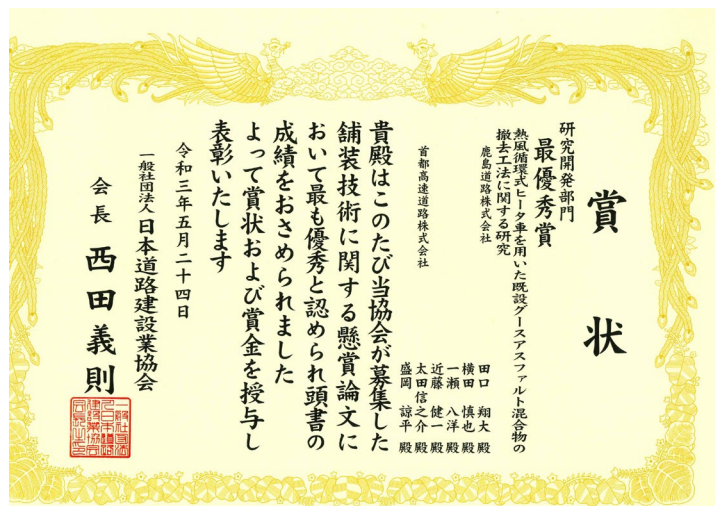 賞状
研究開発部門
最優秀賞
熱風循環式ヒータ車を用いた既設グースアスファルト混合物の
撤去工法に関する研究
鹿島道路株式会社
田口 翔大 殿
横田 慎也 殿
一瀬 八洋 殿
近藤 健一 殿
首都高速道路株式会社
太田信之介 殿
盛岡 諒平 殿
貴殿はこのたび当協会が募集した
舗装技術に関する懸賞論文に
おいて最も優秀と認められ頭書の
成績をおさめられました
よって賞状および賞金を授与し
表彰いたします
令和三年五月二十四日
一般社団法人日本道路建設業協会
会長 西田義則